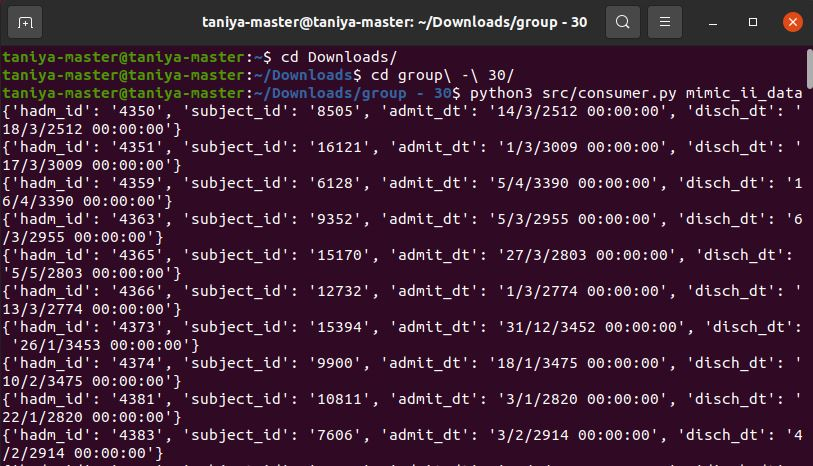 taniya-master@taniya-master: ~/Downloads/group - 30
taniya-master@taniya-master:~$ cd Downloads/
taniya-master@taniya-master:~/Downloads$ cd group\ -\ 30/
taniya-master@taniya-master:~/Downloads/group - 30$ python3 src/consumer.py mimic_ii_data
{'hadm_id': '4350', 'subject_id': '8505', 'admit_dt': '14/3/2512 00:00:00', 'disch_dt': '
18/3/2512 00:00:00'}
{'hadm_id': '4351', 'subject_id': '16121', 'admit_dt': '1/3/3009 00:00:00', 'disch_dt': '
17/3/3009 00:00:00'}
{'hadm_id': '4359', 'subject_id': '6128', 'admit_dt': '5/4/3390 00:00:00', 'disch_dt': '1
6/4/3390 00:00:00'}
{'hadm_id': '4363', 'subject_id': '9352', 'admit_dt': '5/3/2955 00:00:00', 'disch_dt': '6
/3/2955 00:00:00'}
{'hadm_id': '4365', 'subject_id': '15170', 'admit_dt': '27/3/2803 00:00:00', 'disch_dt':
'5/5/2803 00:00:00'}
{'hadm_id': '4366', 'subject_id': '12732', 'admit_dt': '1/3/2774 00:00:00', 'disch_dt': '
13/3/2774 00:00:00'}
{'hadm_id': '4373', 'subject_id': '15394', 'admit_dt': '31/12/3452 00:00:00', 'disch_dt':
'26/1/3453 00:00:00'}
{'hadm_id': '4374', 'subject_id': '9900', 'admit_dt': '18/1/3475 00:00:00', 'disch_dt': '
10/2/3475 00:00:00'}
{'hadm_id': '4381', 'subject_id': '10811', 'admit_dt': '3/1/2820 00:00:00', 'disch_dt': '
22/1/2820 00:00:00'}
{'hadm_id': '4383', 'subject_id': '7606', 'admit_dt': '3/2/2914 00:00:00', 'disch_dt': '4
/2/2914 00:00:00'}